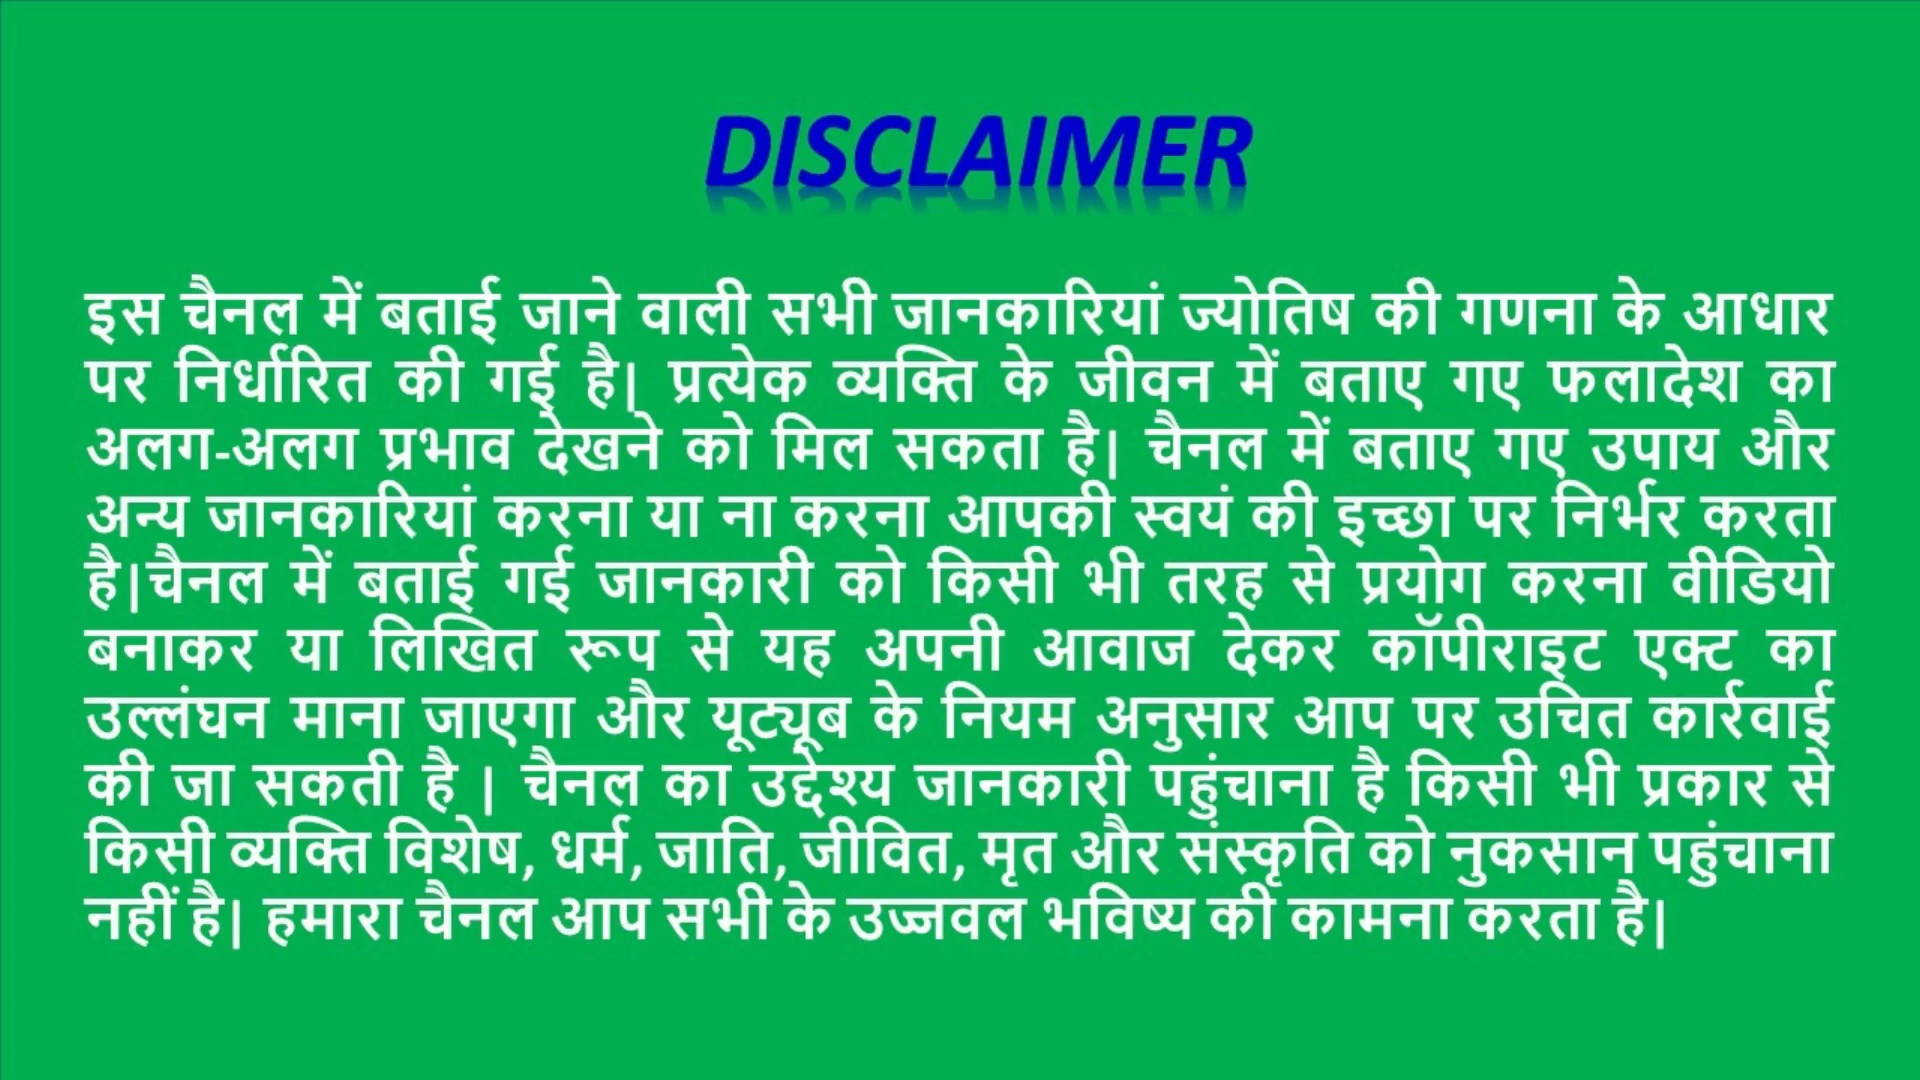 DISCLAIMER
इस चैनल में बताई जाने वाली सभी जानकारियां ज्योतिष की गणना के आधार
पर निर्धारित की गई है| प्रत्येक व्यक्ति के जीवन में बताए गए फलादेश का
अलग-अलग प्रभाव देखने को मिल सकता है| चैनल में बताए गए उपाय और
अन्य जानकारियां करना या ना करना आपकी स्वयं की इच्छा पर निर्भर करता
है|चैनल में बताई गई जानकारी को किसी भी तरह से प्रयोग करना वीडियो
बनाकर या लिखित रूप से यह अपनी आवाज देकर कॉपीराइट एक्ट का
उल्लंघन माना जाएगा और यूट्यूब के नियम अनुसार आप पर उचित कार्रवाई
की जा सकती है | चैनल का उद्देश्य जानकारी पहुंचाना है किसी भी प्रकार से
किसी व्यक्ति विशेष, धर्म, जाति, जीवित, मृत और संस्कृति को नुकसान पहुंचाना
नहीं है| हमारा चैनल आप सभी के उज्जवल भविष्य की कामना करता है|